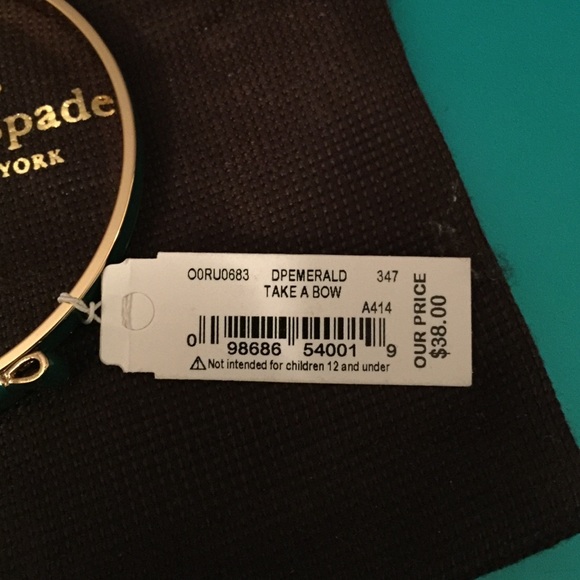 spade
YORK
O0RU0683 DPEMERALD 347
TAKE A BOW
A414
0 98686 54001 9
Not intended for children 12 and under
OUR PRICE
$38.00